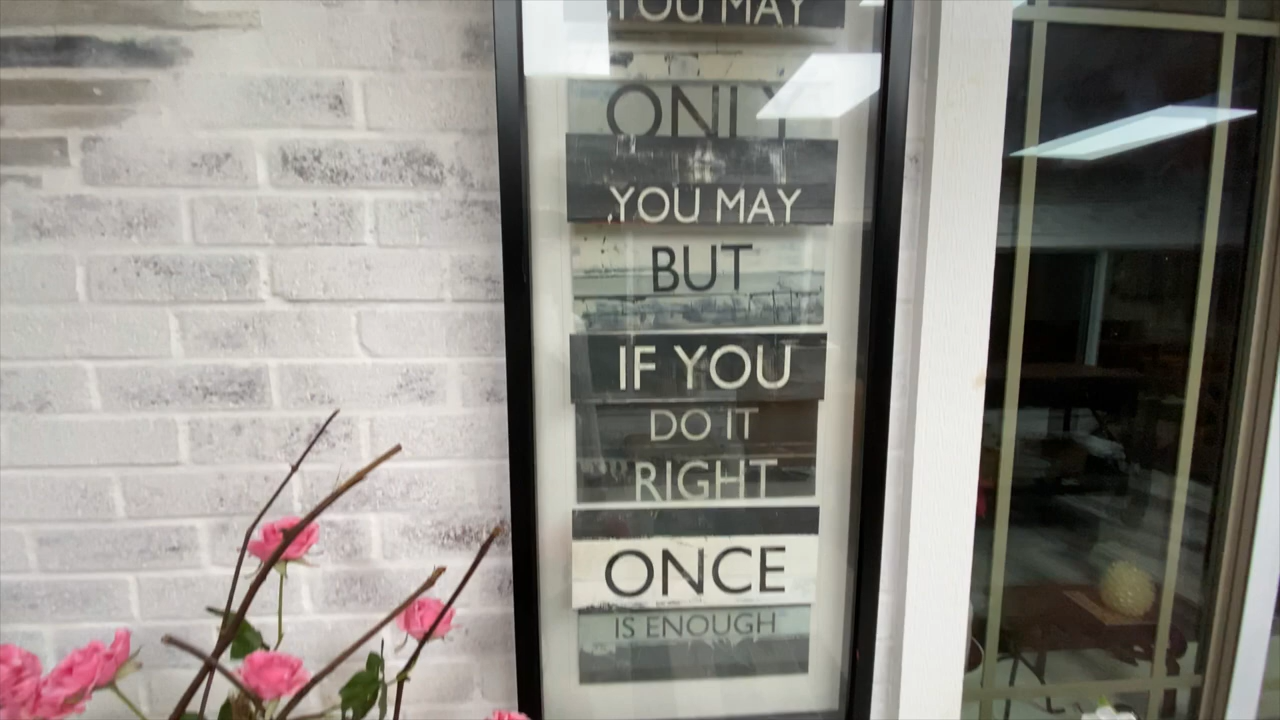 YOU MAY
ONLY
YOU MAY
BUT
IF YOU
DO IT
RIGHT
ONCE
IS ENOUGH